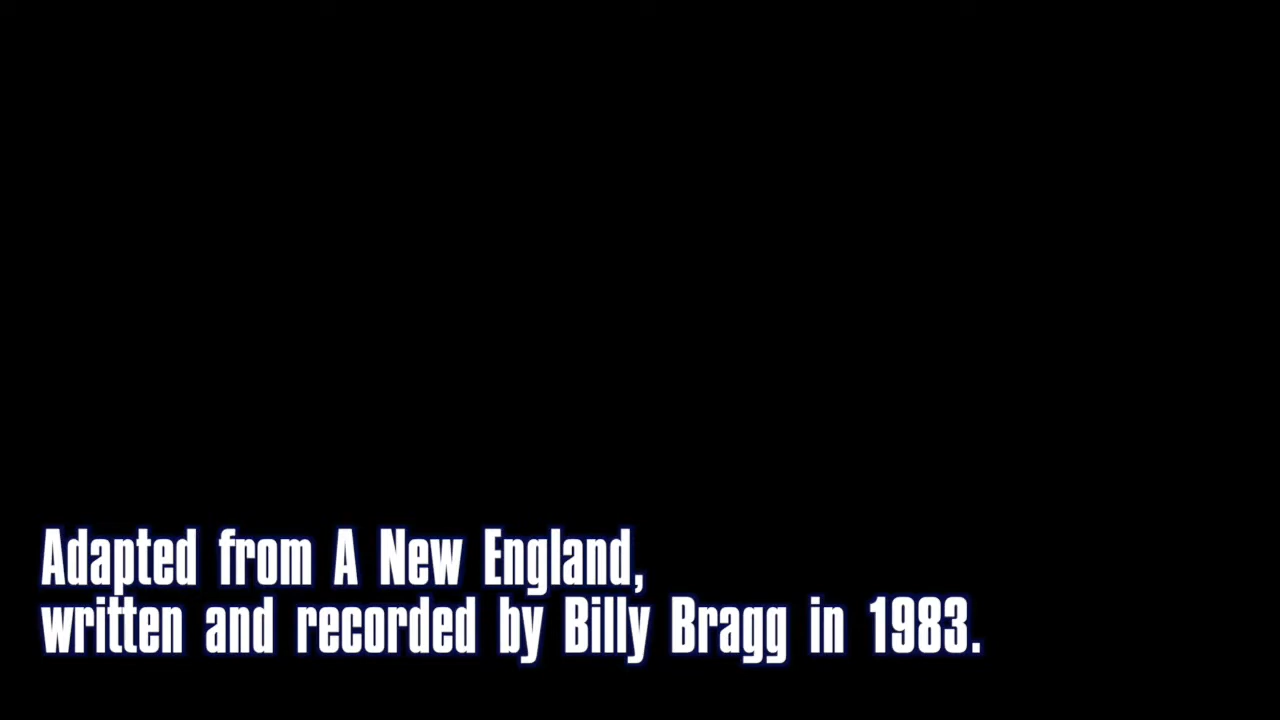 Adapted from A New England,
written and recorded by Billy Bragg in 1983.